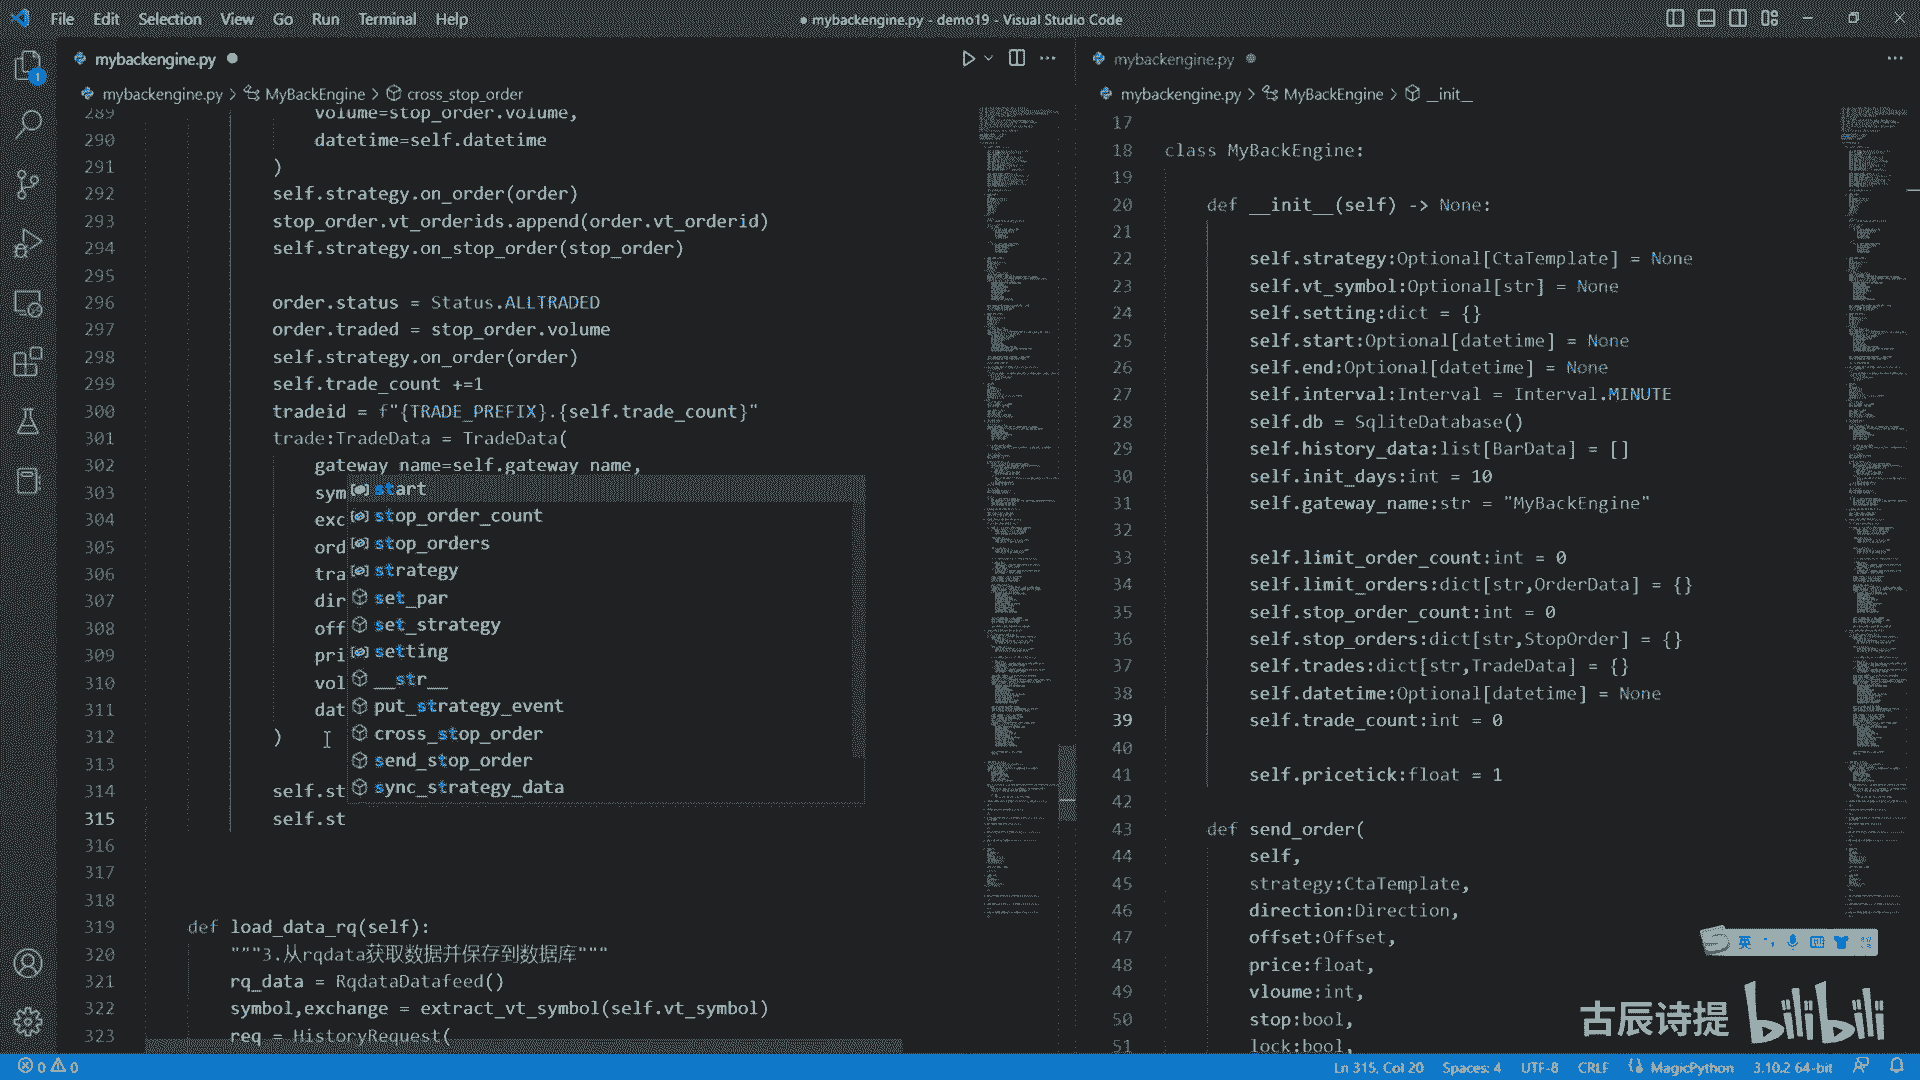 File Edit Selection View Go Run Terminal Help
● mybackengine.py - demo19 - Visual Studio Code
mybackengine.py ●
mybackengine.py > MyBackEngine > cross_stop_order
289 volume=stop_order.volume,
290 datetime=self.datetime
291 )
292 self.strategy.on_order(order)
293 stop_order.vt_orderids.append(order.vt_orderid)
294 self.strategy.on_stop_order(stop_order)
295
296 order.status = Status.ALLTRADED
297 order.traded = stop_order.volume
298 self.strategy.on_order(order)
299 self.trade_count +=1
300 tradeid = f"{TRADE_PREFIX}.{self.trade_count}"
301 trade:TradeData = TradeData(
302 gateway_name=self.gateway_name,
303 sym
304 exc
305 ord
306 tra
307 dir
308 off
309 pri
310 vol
311 dat
312 )
313
314 self.st
315 self.st
316
317
318
319 def load_data_rq(self):
320 """3.从rqdata获取数据并保存到数据库"""
321 rq_data = RqdataDatafeed()
322 symbol,exchange = extract_vt_symbol(self.vt_symbol)
323 req = HistoryRequest(
start
stop_order_count
stop_orders
strategy
set_par
set_strategy
setting
__str__
put_strategy_event
cross_stop_order
send_stop_order
sync_strategy_data
mybackengine.py ●
mybackengine.py > MyBackEngine > __init__
17
18 class MyBackEngine:
19
20 def __init__(self) -> None:
21
22 self.strategy:Optional[CtaTemplate] = None
23 self.vt_symbol:Optional[str] = None
24 self.setting:dict = {}
25 self.start:Optional[datetime] = None
26 self.end:Optional[datetime] = None
27 self.interval:Interval = Interval.MINUTE
28 self.db = SqliteDatabase()
29 self.history_data:list[BarData] = []
30 self.init_days:int = 10
31 self.gateway_name:str = "MyBackEngine"
32
33 self.limit_order_count:int = 0
34 self.limit_orders:dict[str,OrderData] = {}
35 self.stop_order_count:int = 0
36 self.stop_orders:dict[str,StopOrder] = {}
37 self.trades:dict[str,TradeData] = {}
38 self.datetime:Optional[datetime] = None
39 self.trade_count:int = 0
40
41 self.pricetick:float = 1
42
43 def send_order(
44 self,
45 strategy:CtaTemplate,
46 direction:Direction,
47 offset:Offset,
48 price:float,
49 vloume:int,
50 stop:bool,
51 lock:bool,
1
英
古辰诗提 bilibili
0 0
Ln 315, Col 20 Spaces: 4 UTF-8 CRLF MagicPython 3.10.2 64-bit